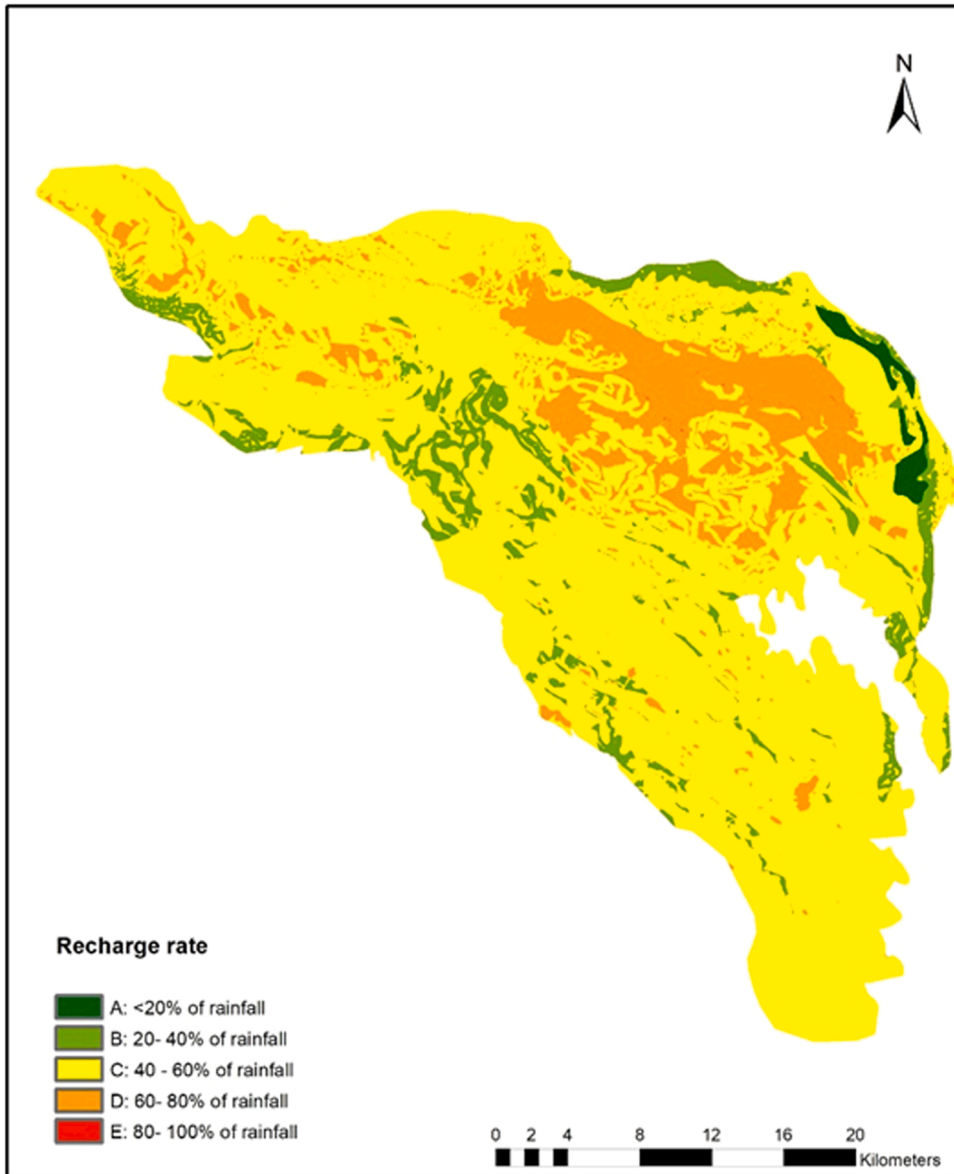 N
Recharge rate
A: <20% of rainfall
B: 20- 40% of rainfall
C: 40 - 60% of rainfall
D: 60- 80% of rainfall
E: 80- 100% of rainfall
0 2 4 8 12 16 20
Kilometers